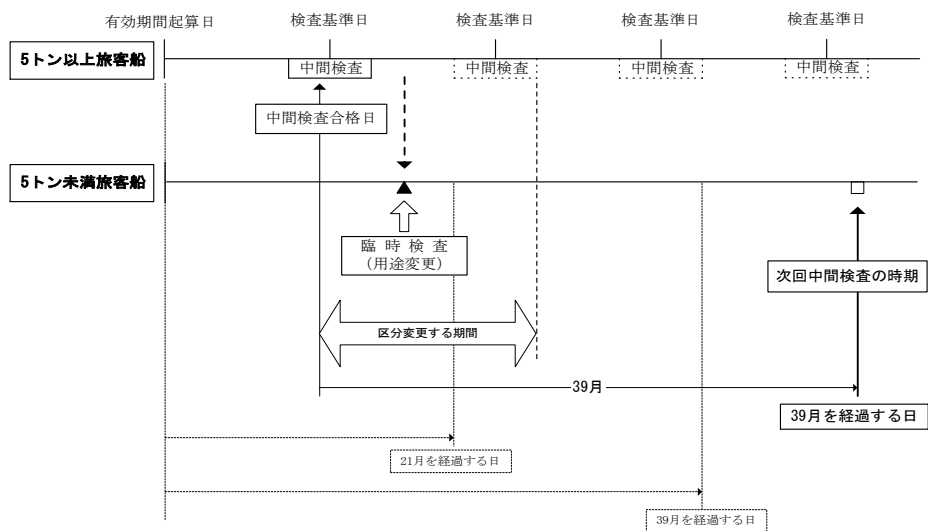 有効期間起算日
検査基準日
検査基準日
検査基準日
検査基準日
5トン以上旅客船
中間検査
中間検査
中間検査
中間検査
中間検査合格日
5トン未満旅客船
臨時検査
(用途変更)
次回中間検査の時期
区分変更する期間
39月
39月を経過する日
21月を経過する日
39月を経過する日